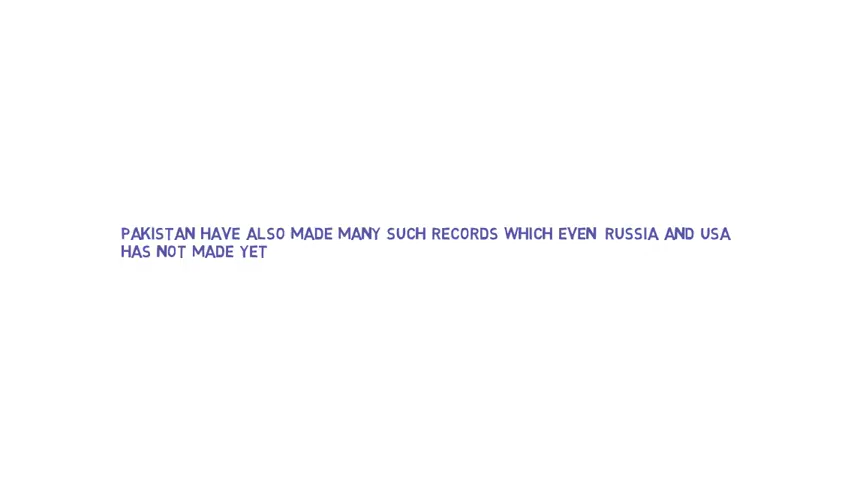 PAKISTAN HAVE ALSO MADE MANY SUCH RECORDS WHICH EVEN RUSSIA AND USA
HAS NOT MADE YET